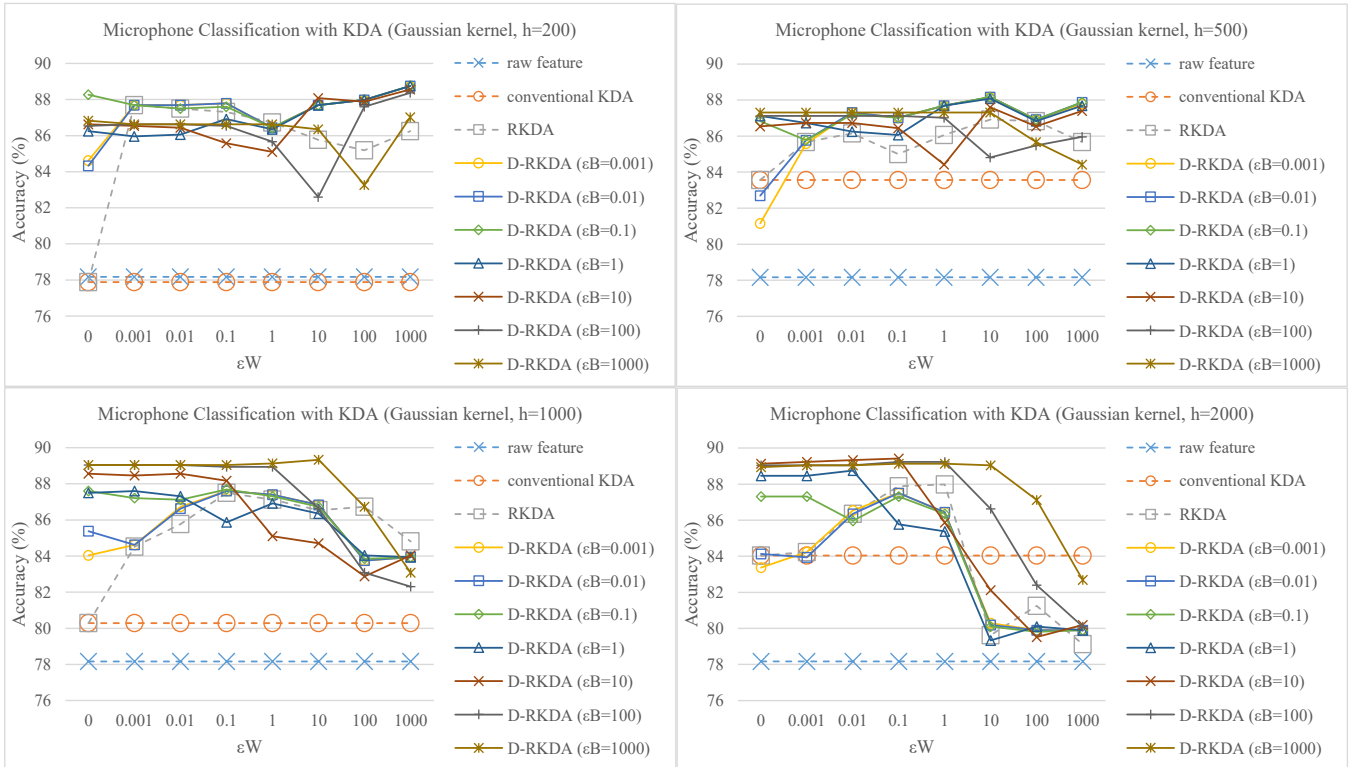 Microphone Classification with KDA (Gaussian kernel, h=200)
90
88
86
84
82
80
78
76
Accuracy (%)
0 0.001 0.01 0.1 1 10 100 1000
εW
raw feature
conventional KDA
RKDA
D-RKDA (εB=0.001)
D-RKDA (εB=0.01)
D-RKDA (εB=0.1)
D-RKDA (εB=1)
D-RKDA (εB=10)
D-RKDA (εB=100)
D-RKDA (εB=1000)
Microphone Classification with KDA (Gaussian kernel, h=500)
90
88
86
84
82
80
78
76
Accuracy (%)
0 0.001 0.01 0.1 1 10 100 1000
εW
raw feature
conventional KDA
RKDA
D-RKDA (εB=0.001)
D-RKDA (εB=0.01)
D-RKDA (εB=0.1)
D-RKDA (εB=1)
D-RKDA (εB=10)
D-RKDA (εB=100)
D-RKDA (εB=1000)
Microphone Classification with KDA (Gaussian kernel, h=1000)
90
88
86
84
82
80
78
76
Accuracy (%)
0 0.001 0.01 0.1 1 10 100 1000
εW
raw feature
conventional KDA
RKDA
D-RKDA (εB=0.001)
D-RKDA (εB=0.01)
D-RKDA (εB=0.1)
D-RKDA (εB=1)
D-RKDA (εB=10)
D-RKDA (εB=100)
D-RKDA (εB=1000)
Microphone Classification with KDA (Gaussian kernel, h=2000)
90
88
86
84
82
80
78
76
Accuracy (%)
0 0.001 0.01 0.1 1 10 100 1000
εW
raw feature
conventional KDA
RKDA
D-RKDA (εB=0.001)
D-RKDA (εB=0.01)
D-RKDA (εB=0.1)
D-RKDA (εB=1)
D-RKDA (εB=10)
D-RKDA (εB=100)
D-RKDA (εB=1000)